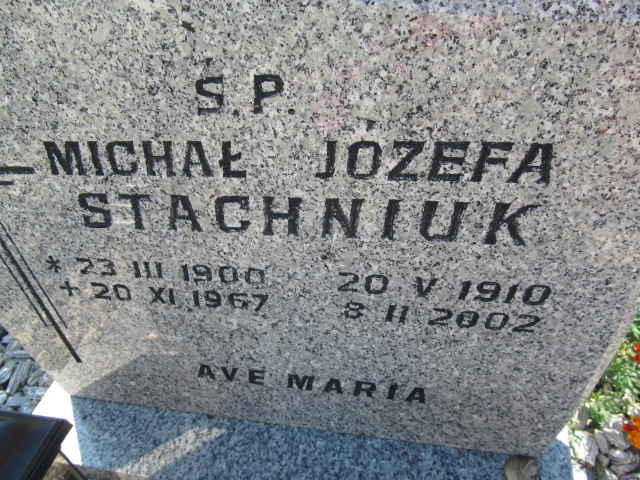 Ś.P.
MICHAŁ JÓZEFA
STACHNIUK
* 23 III 1900 20 V 1910
+ 20 XI 1967 8 II 2002
AVE MARIA